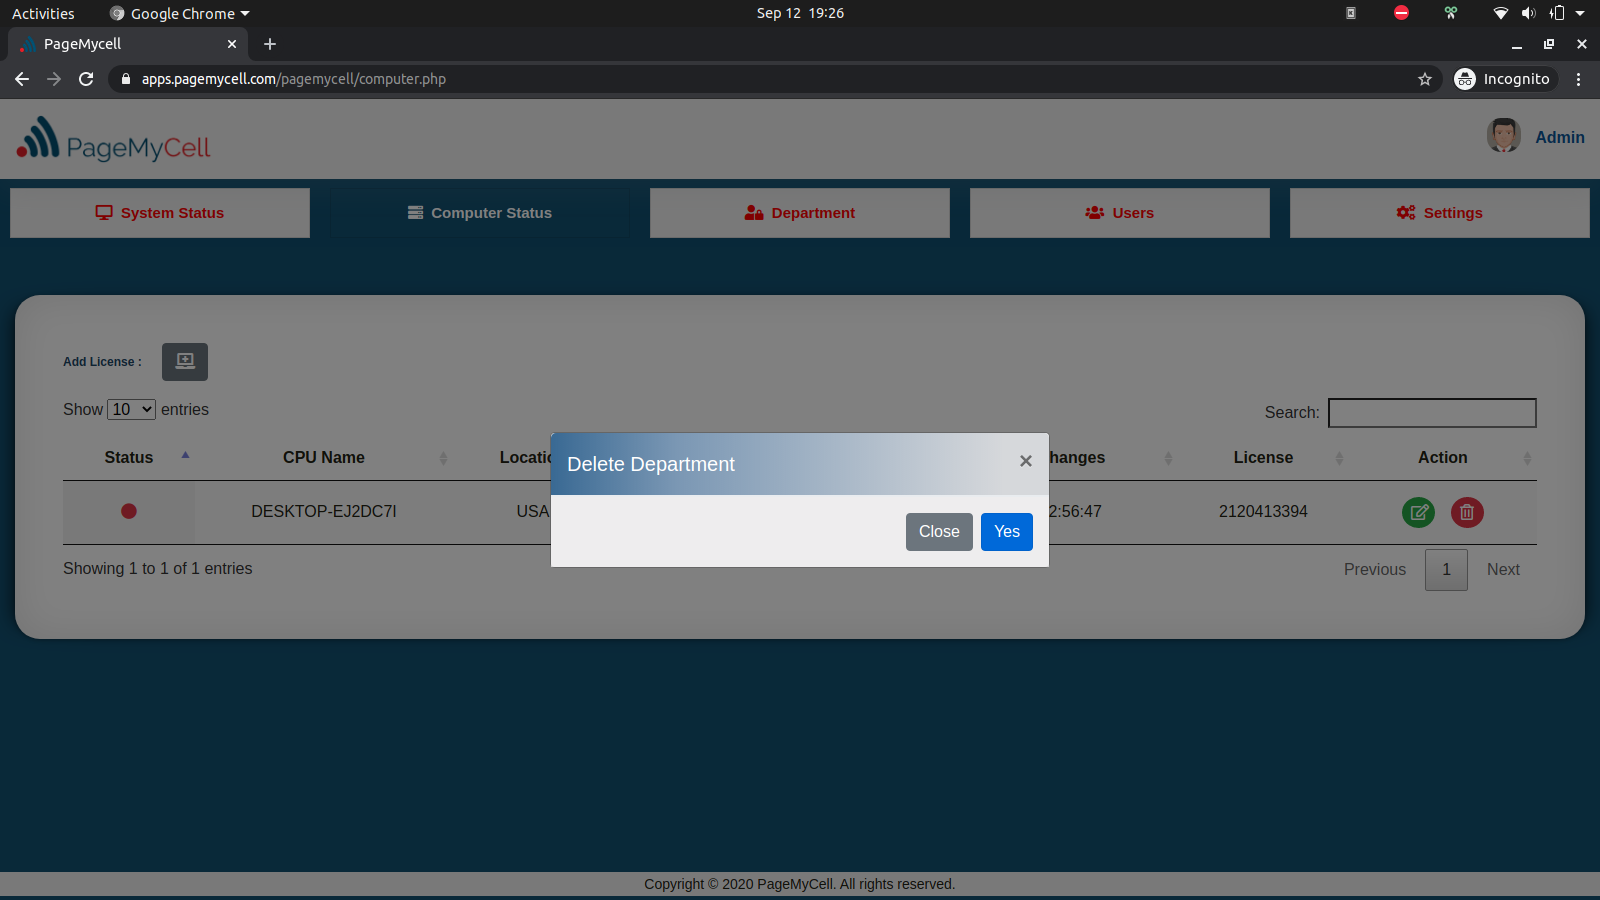 Activities Google Chrome Sep 12 19:26
PageMycell
apps.pagemycell.com/pagemycell/computer.php Incognito
PageMyCell Admin
System Status Computer Status Department Users Settings
Add License :
Show 10 entries Search:
Status CPU Name Locatio hanges License Action
Delete Department ×
DESKTOP-EJ2DC7I USA 2:56:47 2120413394
Close Yes
Showing 1 to 1 of 1 entries Previous 1 Next
Copyright © 2020 PageMyCell. All rights reserved.